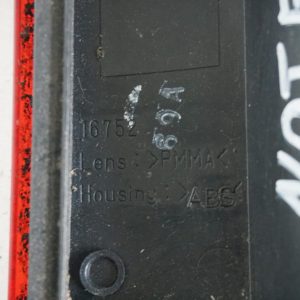 16752
69A
Lens : >PMMA<
Housing : >ABS<
NOTE